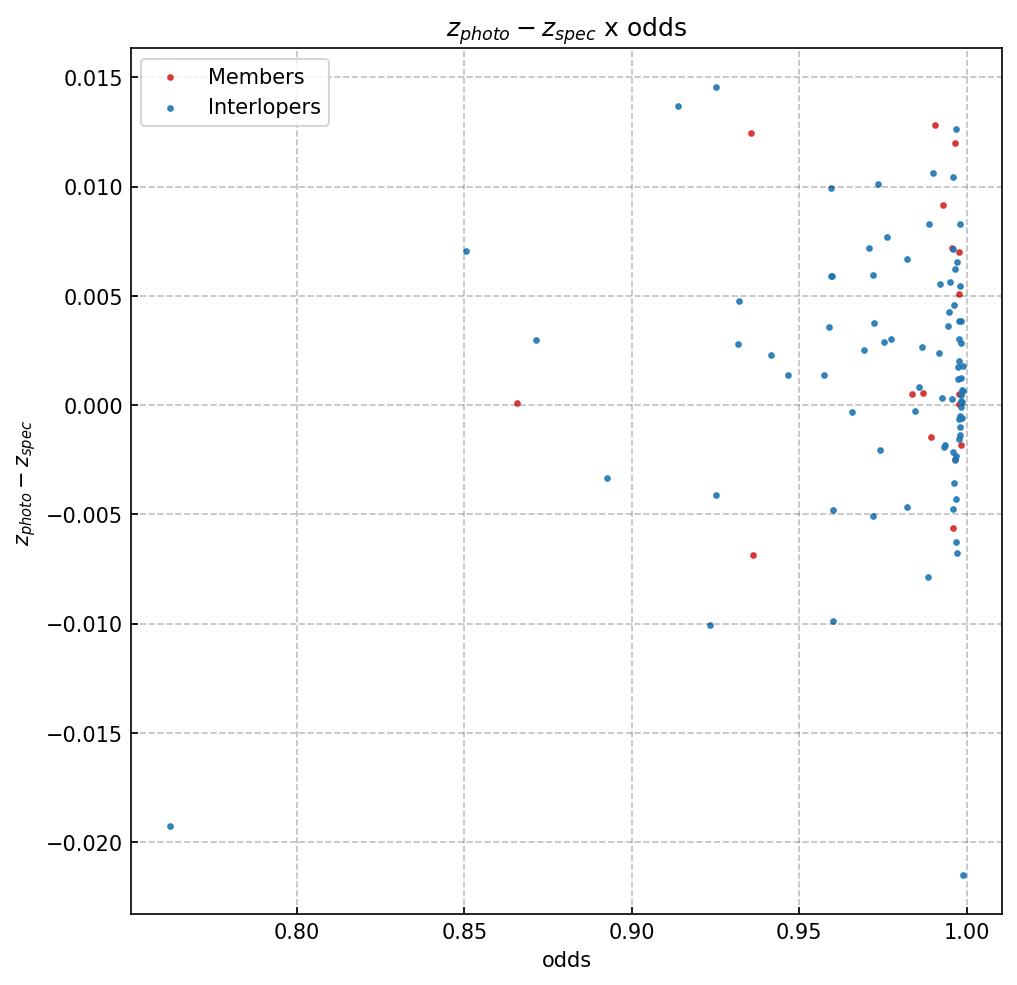 z_photo − z_spec x odds
Members
Interlopers
0.015
0.010
0.005
0.000
−0.005
−0.010
−0.015
−0.020
z_photo − z_spec
0.80
0.85
0.90
0.95
1.00
odds